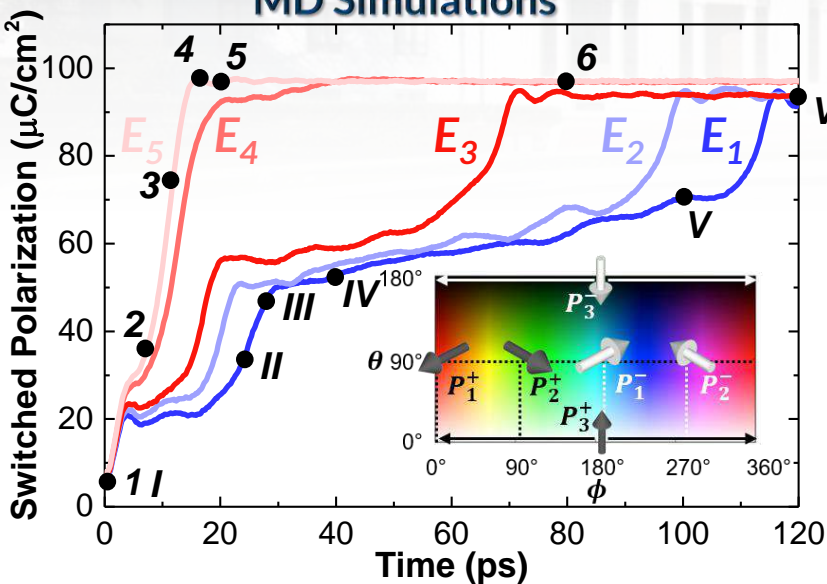 MD Simulations
Switched Polarization (μC/cm²)
100
80
60
40
20
0
4 5 6
E₅ E₄ E₃ E₂ E₁
3
2
1 I
II
III
IV
V
V
180°
θ 90°
0°
P₃⁻
P₁⁺ P₂⁺ P₁⁻ P₂⁻
P₃⁺
0° 90° 180° 270° 360°
ϕ
0 20 40 60 80 100 120
Time (ps)